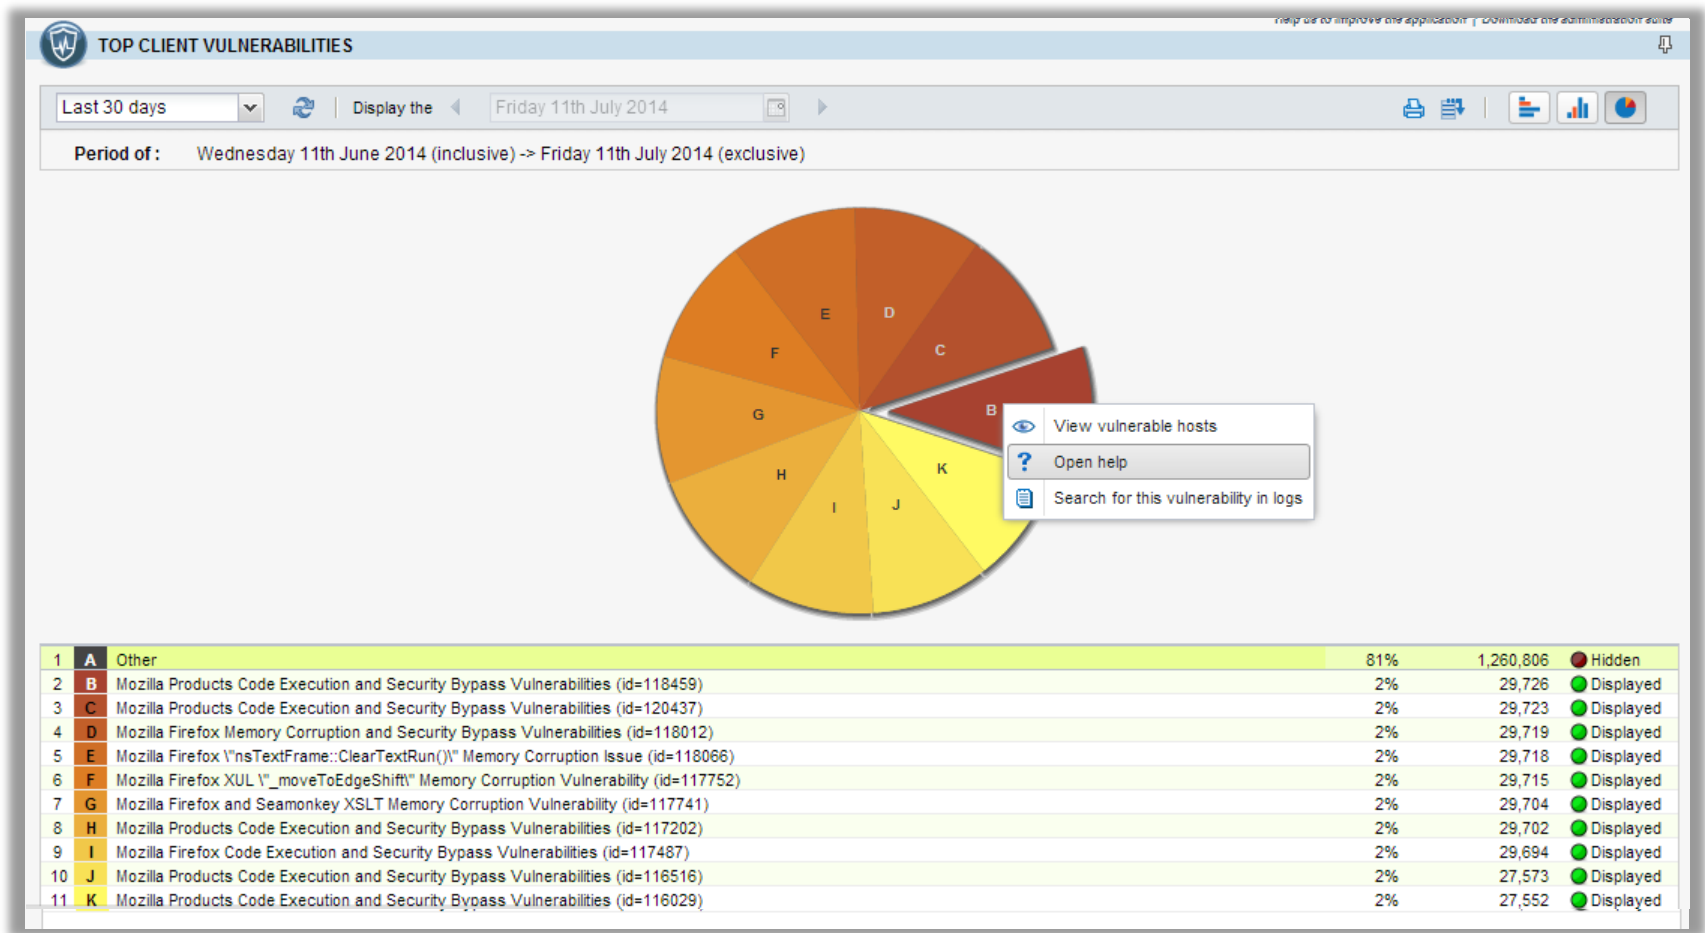 Help us to improve the application | Download the administration suite
TOP CLIENT VULNERABILITIES
Last 30 days Display the Friday 11th July 2014
Period of : Wednesday 11th June 2014 (inclusive) -> Friday 11th July 2014 (exclusive)
E D
F C
G B
H K
I J
View vulnerable hosts
Open help
Search for this vulnerability in logs
1 A Other 81% 1,260,806 Hidden
2 B Mozilla Products Code Execution and Security Bypass Vulnerabilities (id=118459) 2% 29,726 Displayed
3 C Mozilla Products Code Execution and Security Bypass Vulnerabilities (id=120437) 2% 29,723 Displayed
4 D Mozilla Firefox Memory Corruption and Security Bypass Vulnerabilities (id=118012) 2% 29,719 Displayed
5 E Mozilla Firefox \"nsTextFrame::ClearTextRun()\" Memory Corruption Issue (id=118066) 2% 29,718 Displayed
6 F Mozilla Firefox XUL \"_moveToEdgeShift\" Memory Corruption Vulnerability (id=117752) 2% 29,715 Displayed
7 G Mozilla Firefox and Seamonkey XSLT Memory Corruption Vulnerability (id=117741) 2% 29,704 Displayed
8 H Mozilla Products Code Execution and Security Bypass Vulnerabilities (id=117202) 2% 29,702 Displayed
9 I Mozilla Firefox Code Execution and Security Bypass Vulnerabilities (id=117487) 2% 29,694 Displayed
10 J Mozilla Products Code Execution and Security Bypass Vulnerabilities (id=116516) 2% 27,573 Displayed
11 K Mozilla Products Code Execution and Security Bypass Vulnerabilities (id=116029) 2% 27,552 Displayed